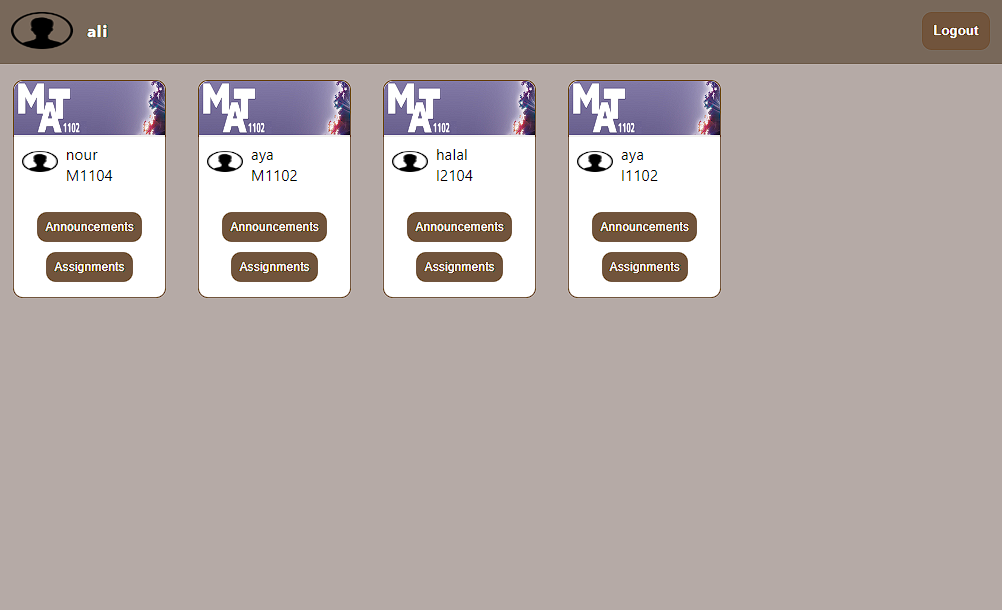 ali
Logout
MAT
1102
nour
M1104
Announcements
Assignments
MAT
1102
aya
M1102
Announcements
Assignments
MAT
1102
halal
I2104
Announcements
Assignments
MAT
1102
aya
I1102
Announcements
Assignments